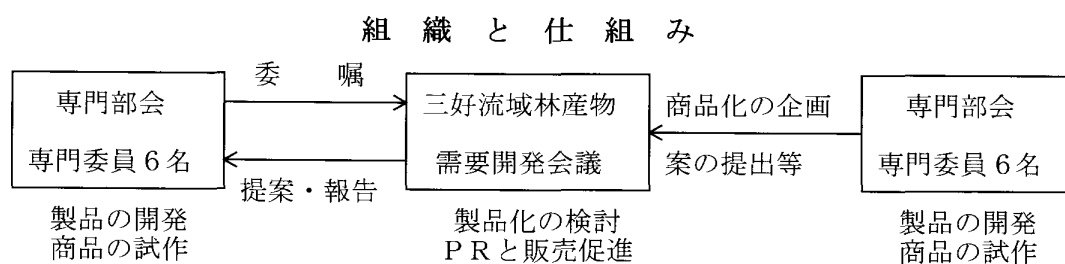 組織と仕組み
専門部会
専門委員6名
製品の開発
商品の試作
委嘱
提案・報告
三好流域林産物
需要開発会議
製品化の検討
PRと販売促進
商品化の企画
案の提出等
専門部会
専門委員6名
製品の開発
商品の試作